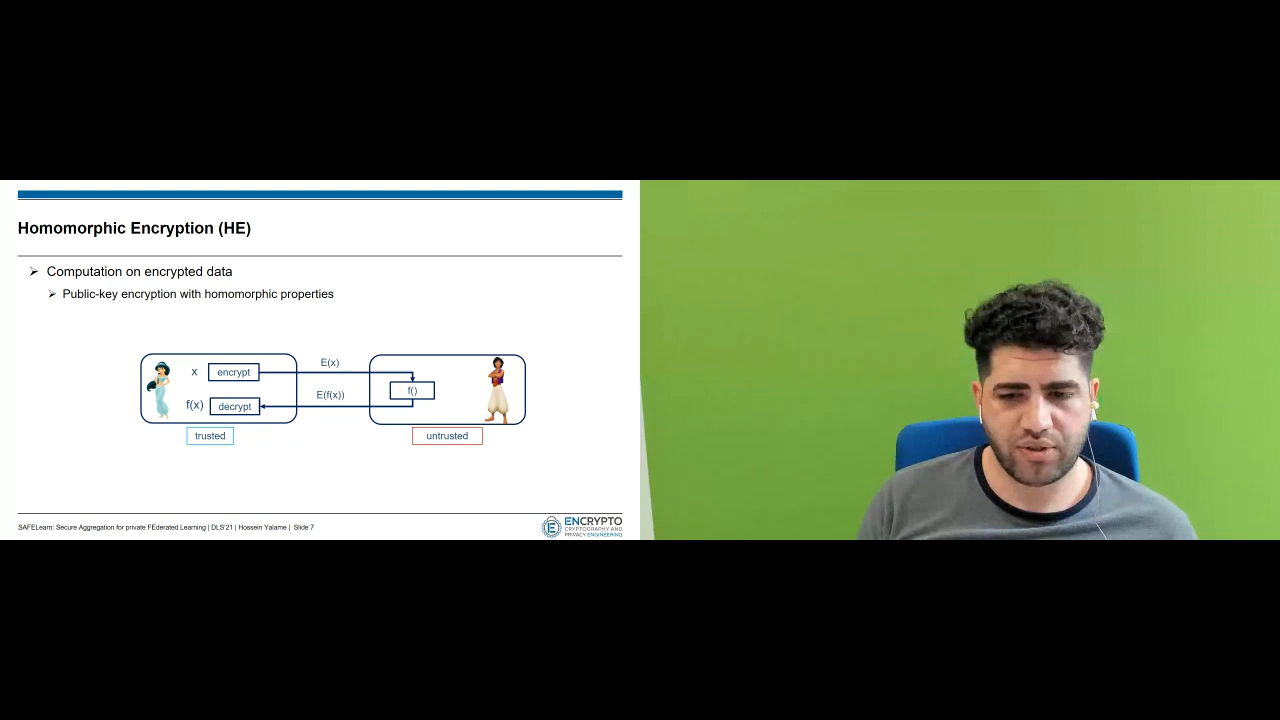 Homomorphic Encryption (HE)
Computation on encrypted data
Public-key encryption with homomorphic properties
x
encrypt
E(x)
f()
E(f(x))
f(x)
decrypt
trusted
untrusted
SAFELearn: Secure Aggregation for private FEderated Learning | DLS'21 | Hossein Yalame | Slide 7
E
ENCRYPTO
CRYPTOGRAPHY AND
PRIVACY ENGINEERING